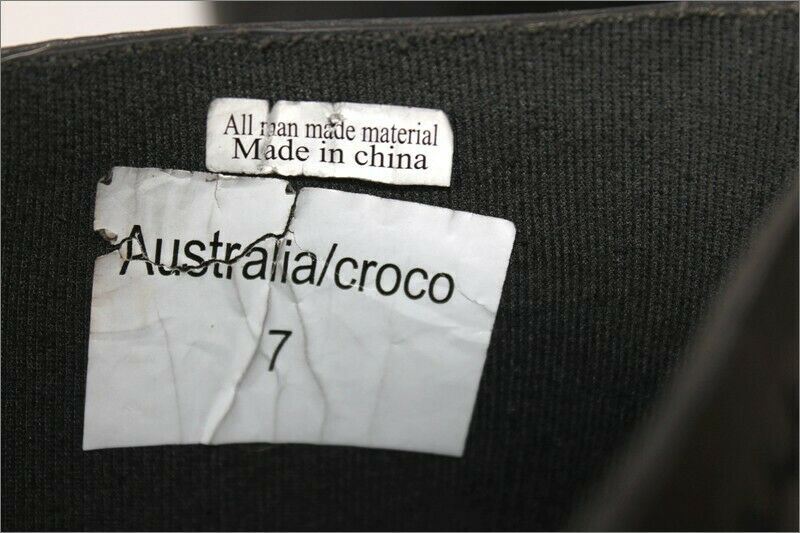 All man made material
Made in china
Australia/croco
7